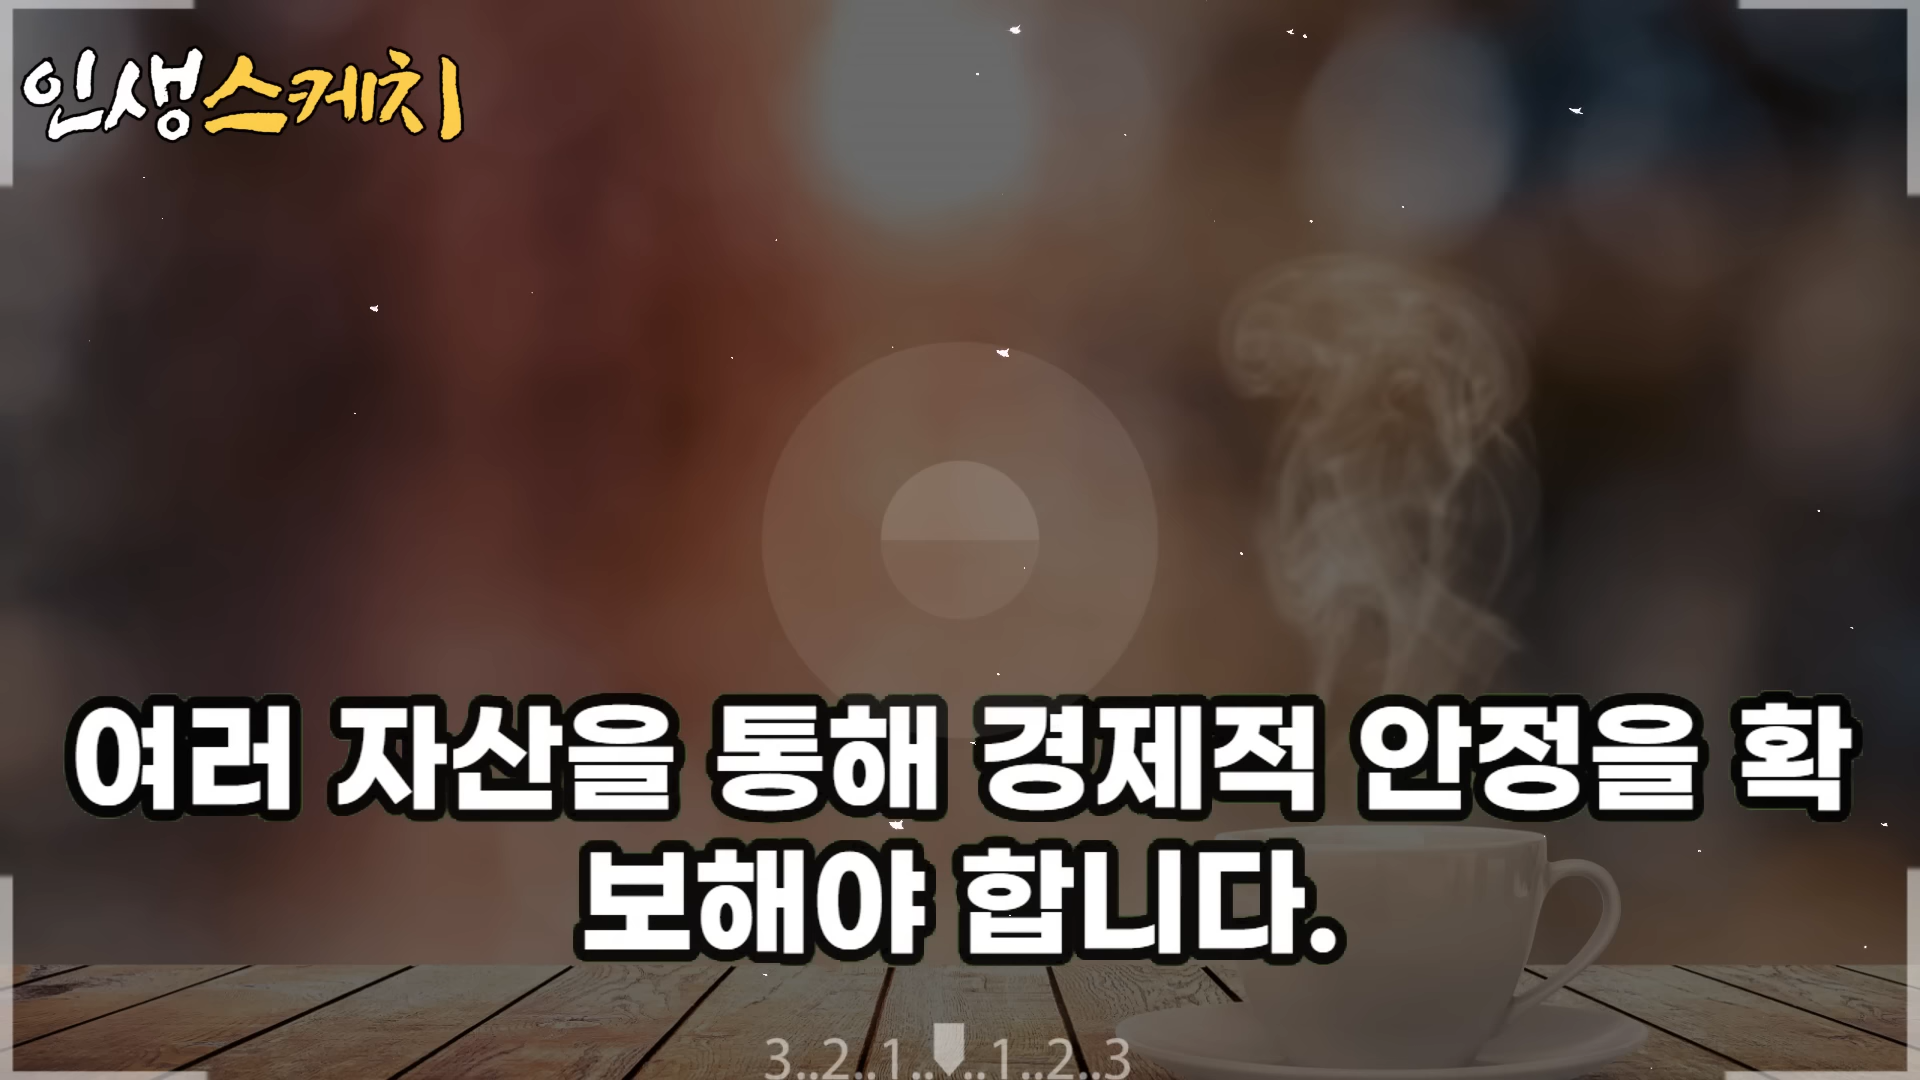 인생스케치
여러 자산을 통해 경제적 안정을 확
보해야 합니다.
3..2..1.. ..1..2..3